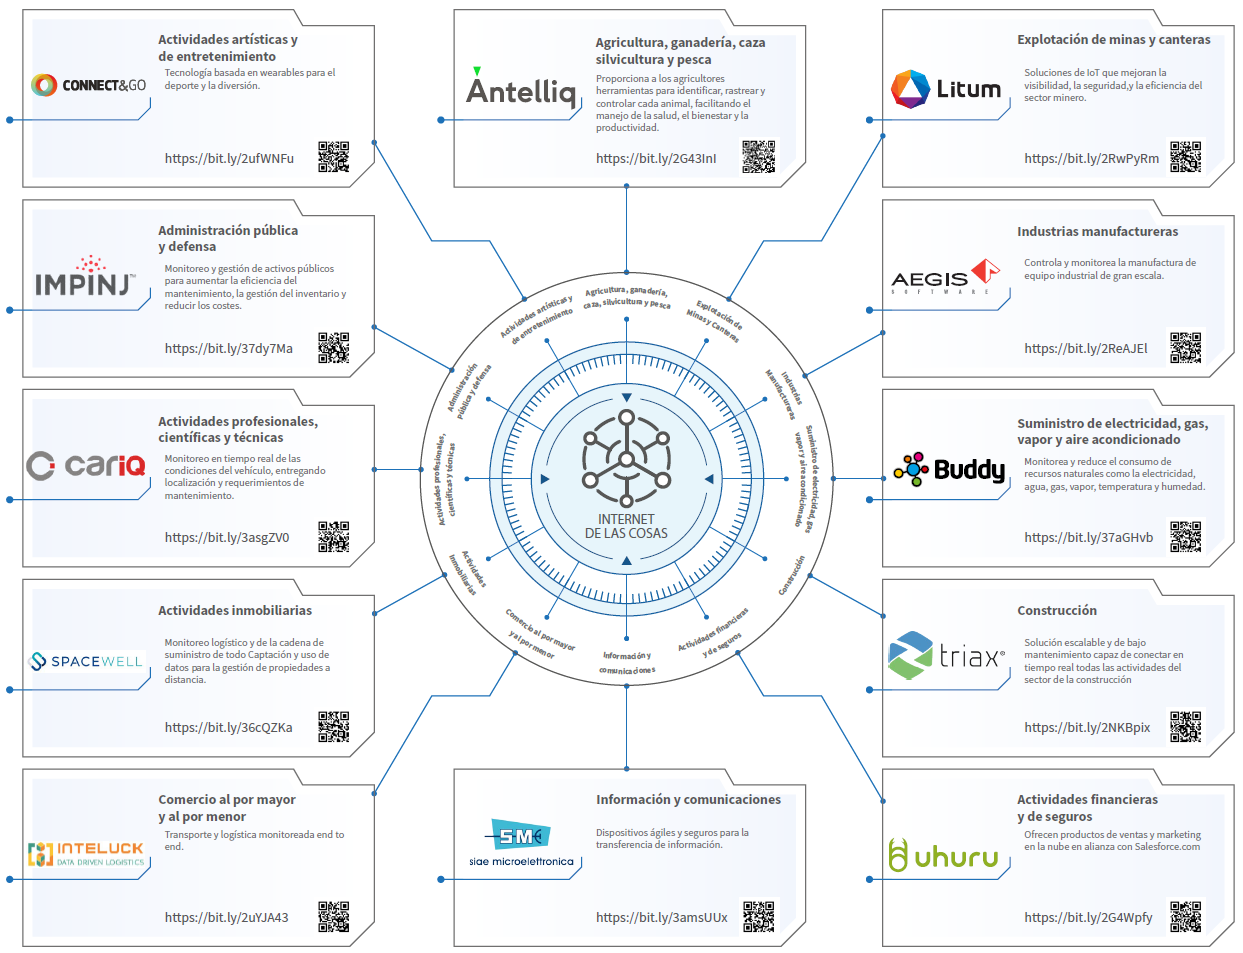 Actividades artísticas y
de entretenimiento
CONNECT&GO
Tecnología basada en wearables para el
deporte y la diversión.
https://bit.ly/2ufWNFu
Agricultura, ganadería, caza
silvicultura y pesca
Antelliq
Proporciona a los agricultores
herramientas para identificar, rastrear y
controlar cada animal, facilitando el
manejo de la salud, el bienestar y la
productividad.
https://bit.ly/2G43InI
Explotación de minas y canteras
Litum
Soluciones de IoT que mejoran la
visibilidad, la seguridad,y la eficiencia del
sector minero.
https://bit.ly/2RwPyRm
Administración pública
y defensa
IMPINJ™
Monitoreo y gestión de activos públicos
para aumentar la eficiencia del
mantenimiento, la gestión del inventario y
reducir los costes.
https://bit.ly/37dy7Ma
Industrias manufactureras
AEGIS
SOFTWARE
Controla y monitorea la manufactura de
equipo industrial de gran escala.
https://bit.ly/2ReAJEl
Actividades profesionales,
científicas y técnicas
cariQ
Monitoreo en tiempo real de las
condiciones del vehículo, entregando
localización y requerimientos de
mantenimiento.
https://bit.ly/3asgZV0
Suministro de electricidad, gas,
vapor y aire acondicionado
Buddy
Monitorea y reduce el consumo de
recursos naturales como la electricidad,
agua, gas, vapor, temperatura y humedad.
https://bit.ly/37aGHvb
Actividades inmobiliarias
SPACEWELL
Monitoreo logístico y de la cadena de
suministro de todo Captación y uso de
datos para la gestión de propiedades a
distancia.
https://bit.ly/36cQZKa
Construcción
triax®
Solución escalable y de bajo
mantenimiento capaz de conectar en
tiempo real todas las actividades del
sector de la construcción
https://bit.ly/2NKBpix
Comercio al por mayor
y al por menor
INTELUCK
DATA DRIVEN LOGISTICS
Transporte y logística monitoreada end to
end.
https://bit.ly/2uYJA43
Información y comunicaciones
SM
siae microelettronica
Dispositivos ágiles y seguros para la
transferencia de información.
https://bit.ly/3amsUUx
Actividades financieras
y de seguros
uhuru
Ofrecen productos de ventas y marketing
en la nube en alianza con Salesforce.com
https://bit.ly/2G4Wpfy
Agricultura, ganadería,
caza, silvicultura y pesca
Explotación de
Minas y Canteras
Industrias
Manufactureras
Suministro de electricidad, gas
vapor y aire acondicionado
Construcción
Actividades financieras
y de seguros
Información y
comunicaciones
Comercio al por mayor
y al por menor
Actividades
Inmobiliarias
Actividades profesionales,
científicas y técnicas
Administración
pública y defensa
Actividades artísticas y
de entretenimiento
INTERNET
DE LAS COSAS